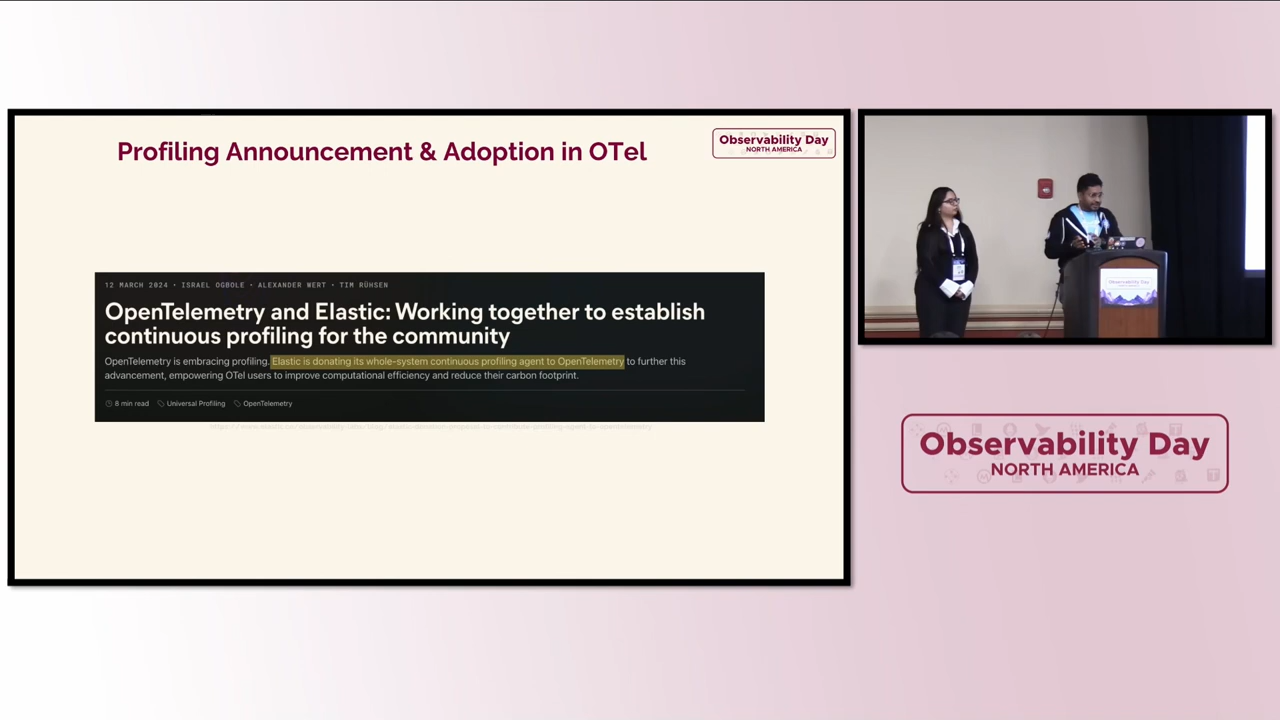 Profiling Announcement & Adoption in OTel
Observability Day
NORTH AMERICA
12 MARCH 2024 • ISRAEL OGBOLE • ALEXANDER WERT • TIM RÜHSEN
OpenTelemetry and Elastic: Working together to establish
continuous profiling for the community
OpenTelemetry is embracing profiling. Elastic is donating its whole-system continuous profiling agent to OpenTelemetry to further this
advancement, empowering OTel users to improve computational efficiency and reduce their carbon footprint.
8 min read Universal Profiling OpenTelemetry
Observability Day
NORTH AMERICA